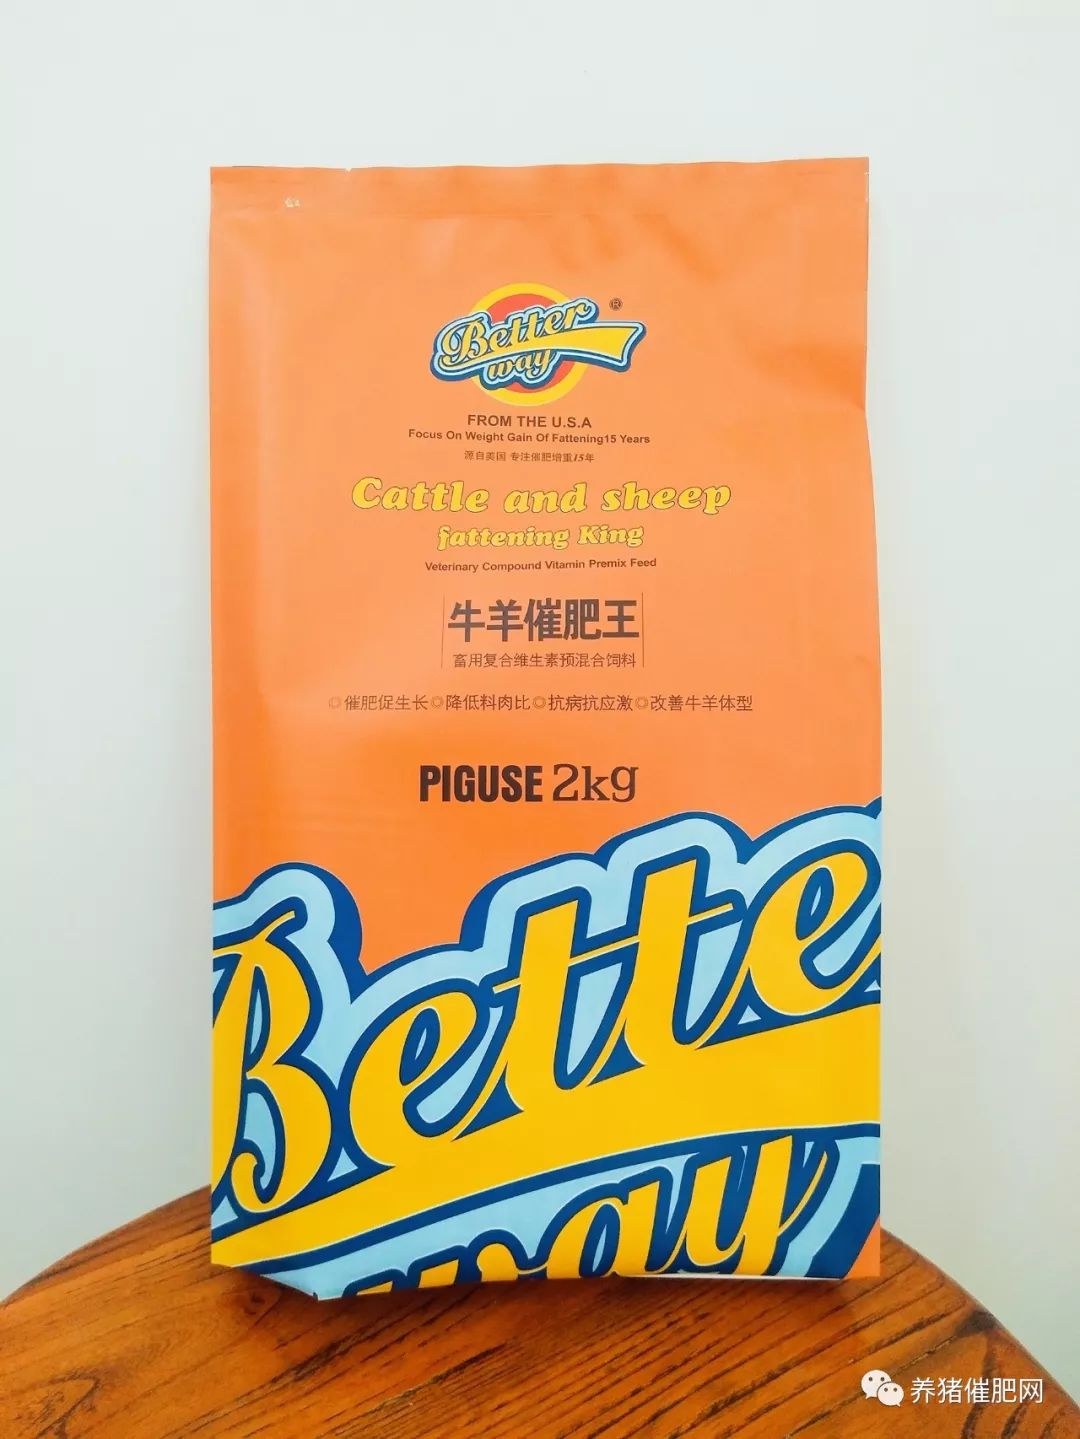 Better
way
®
FROM THE U.S.A
Focus On Weight Gain Of Fattening15 Years
源自美国 专注催肥增重15年
Cattle and sheep
fattening King
Veterinary Compound Vitamin Premix Feed
牛羊催肥王
畜用复合维生素预混合饲料
◎催肥促生长◎降低料肉比◎抗病抗应激◎改善牛羊体型
PIGUSE 2kg
Bette
way
养猪催肥网